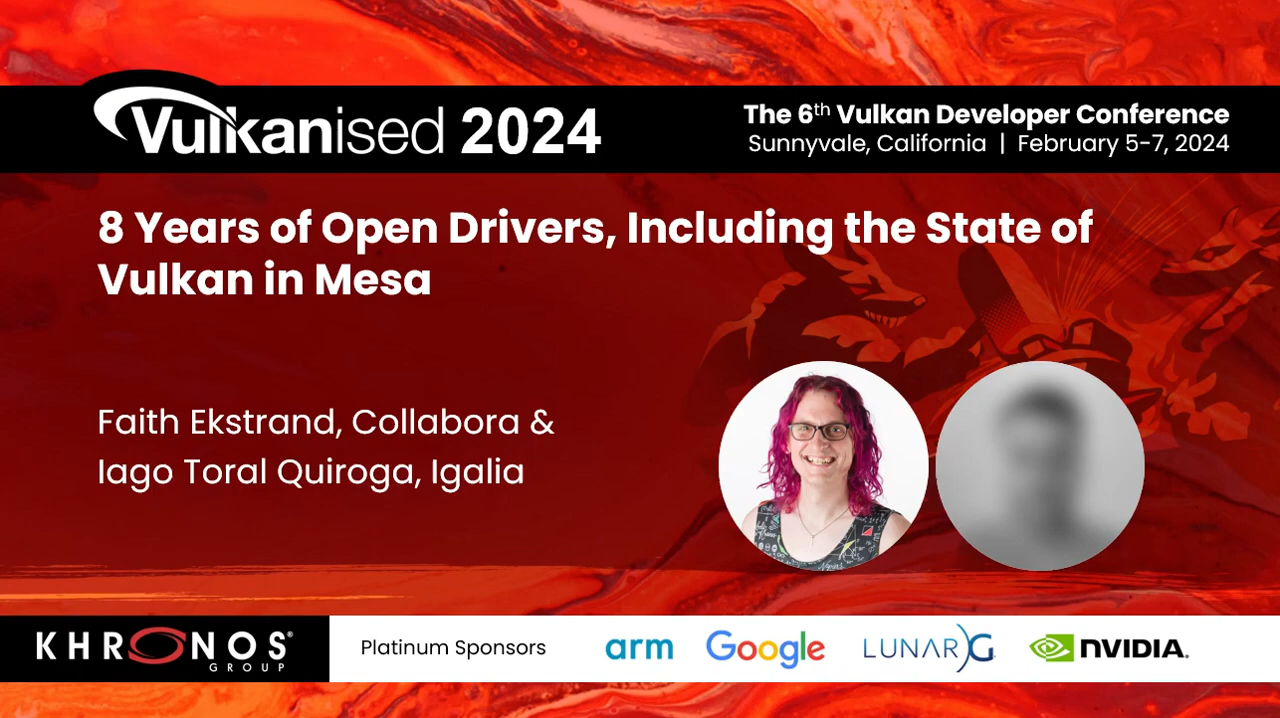 Vulkanised 2024
The 6th Vulkan Developer Conference
Sunnyvale, California | February 5-7, 2024
8 Years of Open Drivers, Including the State of
Vulkan in Mesa
Faith Ekstrand, Collabora &
Iago Toral Quiroga, Igalia
KHRONOS®
GROUP
Platinum Sponsors
arm
Google
LUNARG
NVIDIA.